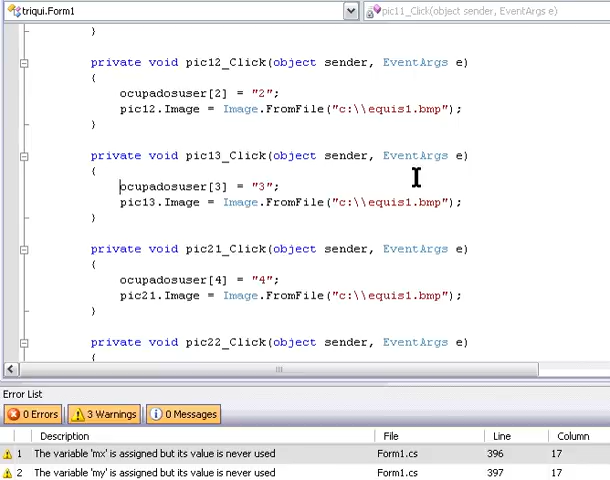 triqui.Form1
pic11_Click(object sender, EventArgs e)
}
private void pic12_Click(object sender, EventArgs e)
{
ocupadosuser[2] = "2";
pic12.Image = Image.FromFile("c:\\equis1.bmp");
}
private void pic13_Click(object sender, EventArgs e)
{
ocupadosuser[3] = "3";
pic13.Image = Image.FromFile("c:\\equis1.bmp");
}
private void pic21_Click(object sender, EventArgs e)
{
ocupadosuser[4] = "4";
pic21.Image = Image.FromFile("c:\\equis1.bmp");
}
private void pic22_Click(object sender, EventArgs e)
{
Error List
0 Errors 3 Warnings 0 Messages
Description File Line Column
1 The variable 'mx' is assigned but its value is never used Form1.cs 396 17
2 The variable 'my' is assigned but its value is never used Form1.cs 397 17